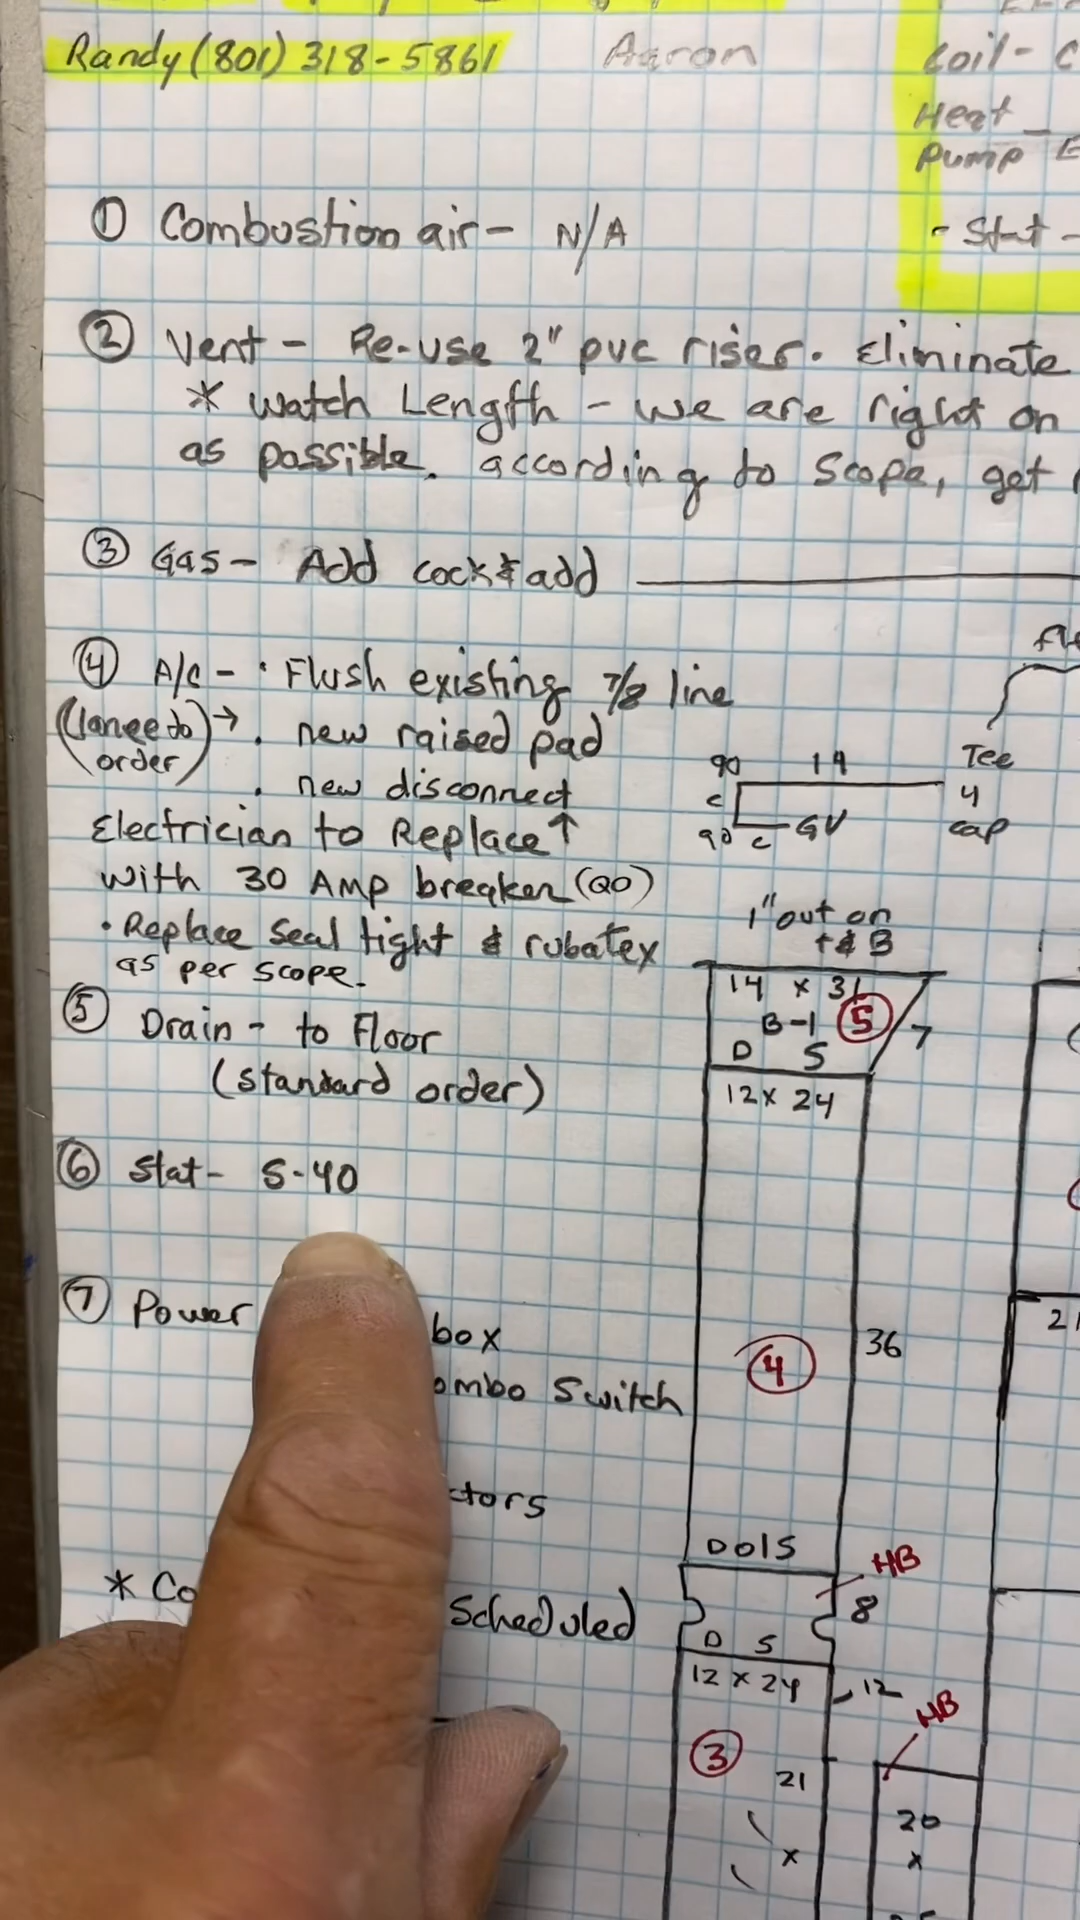 Randy (801) 318-5861
Aaron
Coil- C
Heat -
Pump E
- Stat -
① Combustion air- N/A
② Vent - Re-use 2" pvc riser. Eliminate
* watch Length - we are right on
as possible. according to Scope, get
③ Gas- Add cock & add
④ A/C - • Flush existing 7/8 line
order) • new raised pad
• new disconnect
Electrician to Replace ↑
with 30 AMP breaker (QO)
• Replace Seal tight & rubatex
as per scope.
⑤ Drain - to Floor
(standard order)
⑥ Stat- S-40
⑦ Power
box
ombo Switch
ctors
* Co
Scheduled
90 19 Tee
c 4
90 c GV cap
1" out on
T & B
14 x 31
B-1 ⑤
7
D S
12 x 24
④
36
DOIS
HB
8
D S
12 x 24
12
③
HB
21
20
x
x
21